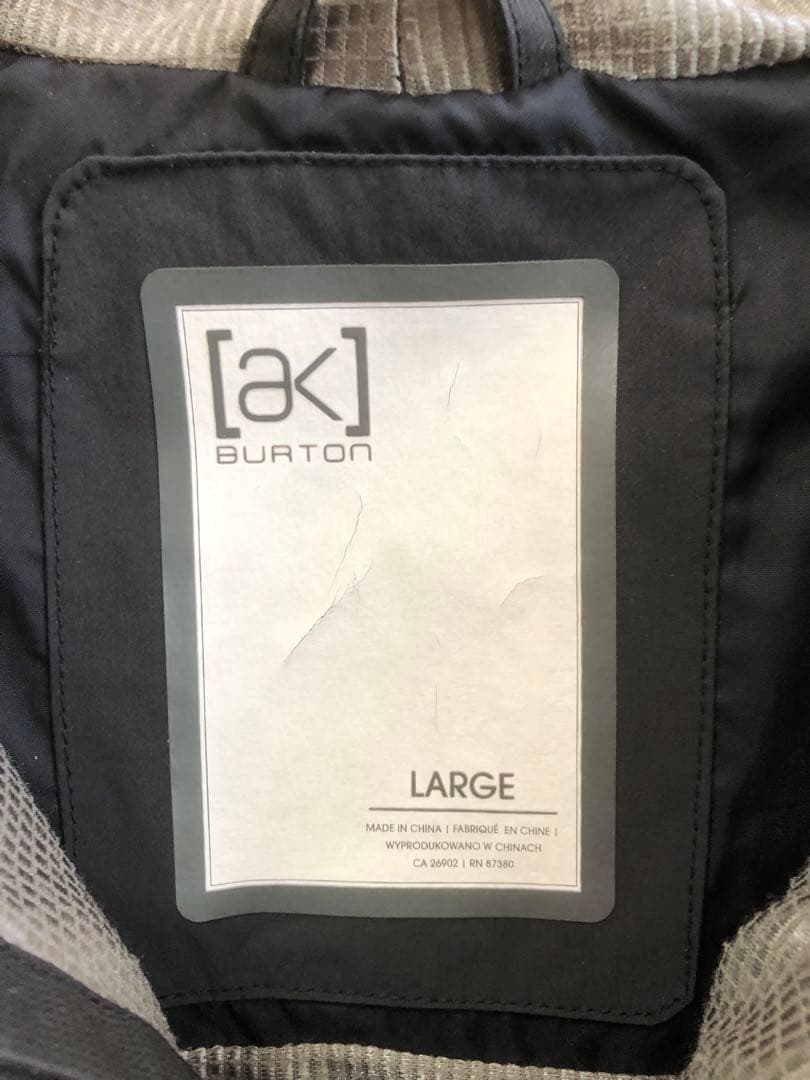 [ak]
BURTON
LARGE
MADE IN CHINA | FABRIQUÉ EN CHINE |
WYPRODUKOWANO W CHINACH
CA 26902 | RN 87380